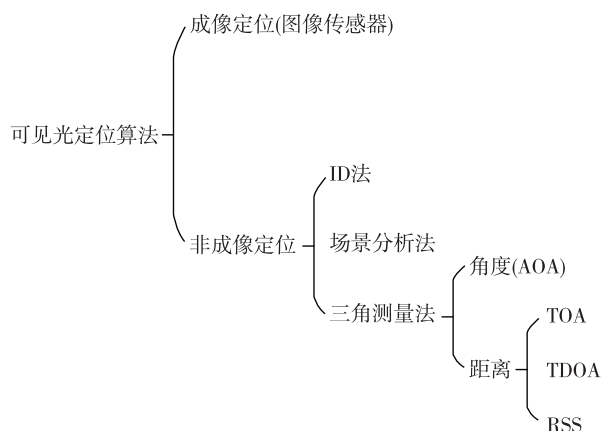 成像定位(图像传感器)
可见光定位算法
ID法
非成像定位
场景分析法
角度(AOA)
三角测量法
TOA
距离
TDOA
RSS